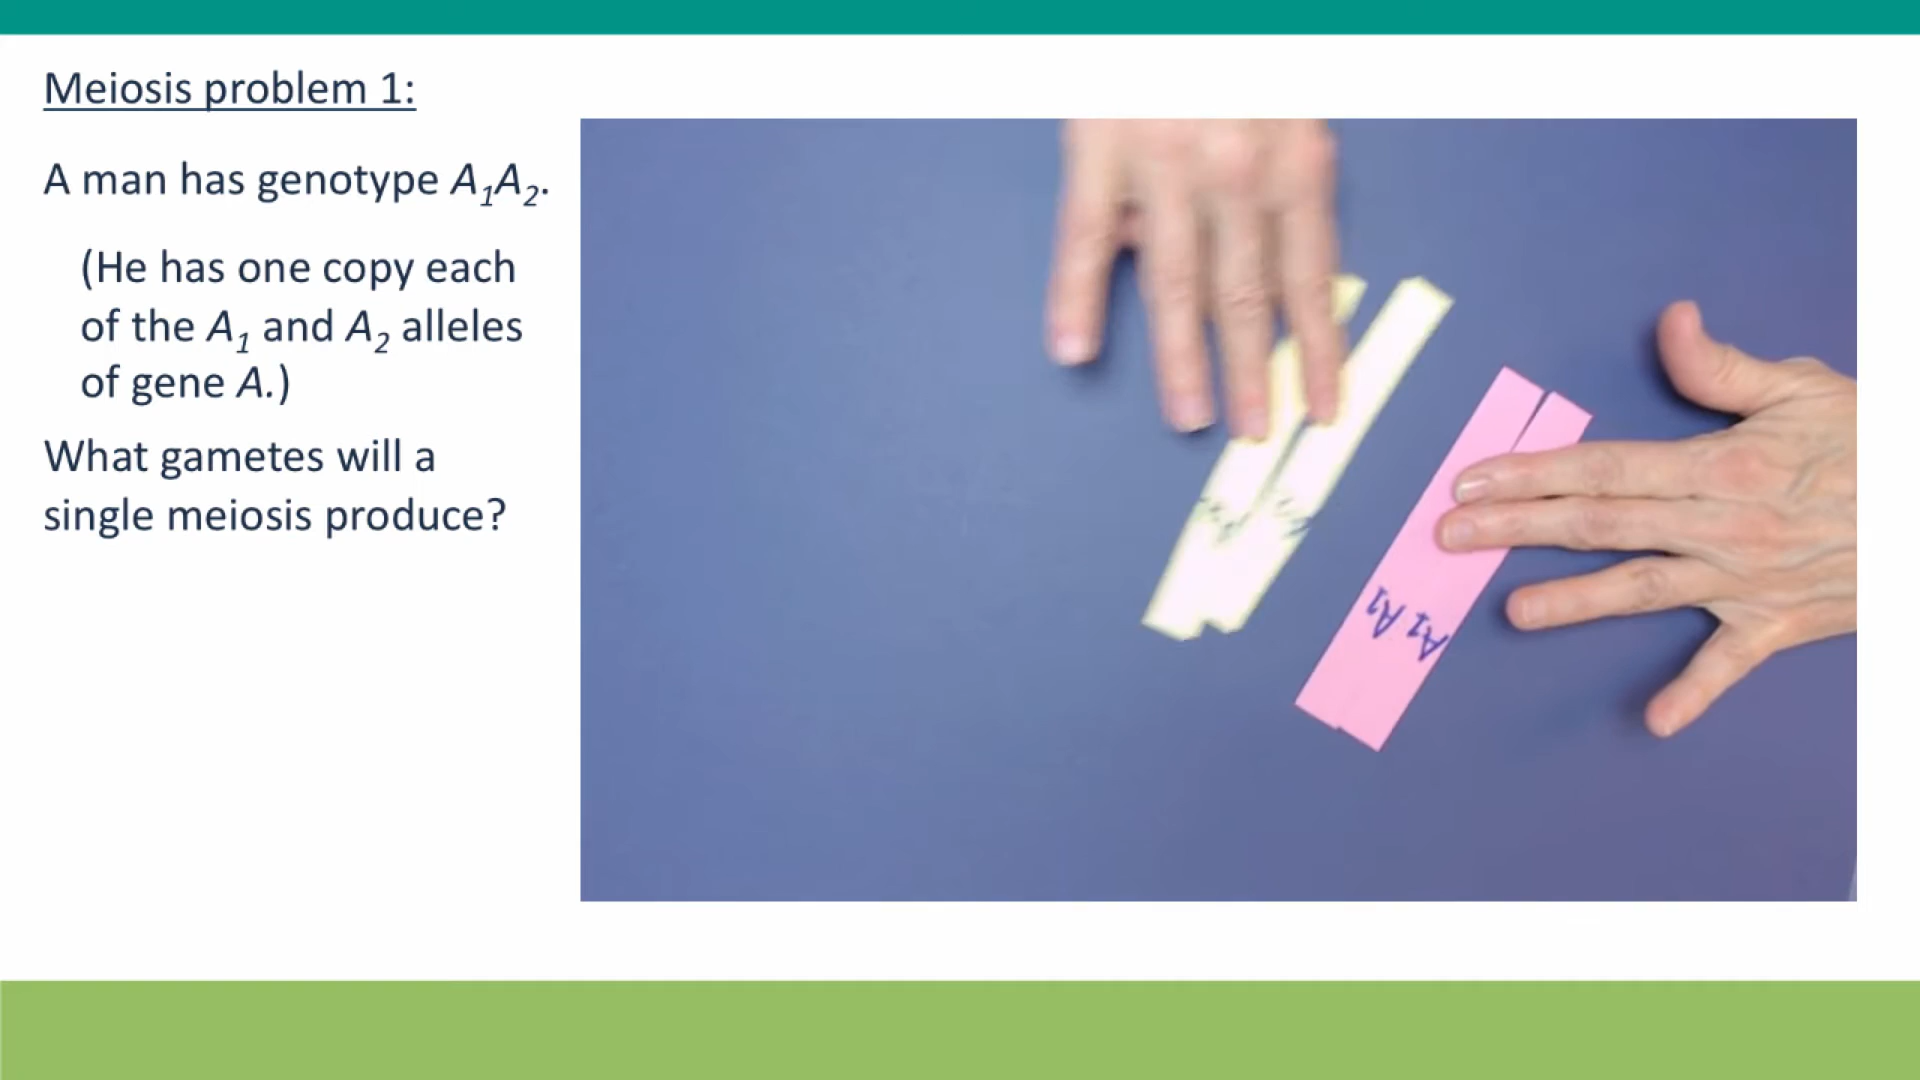 Meiosis problem 1:
A man has genotype A₁A₂.
(He has one copy each
of the A₁ and A₂ alleles
of gene A.)
What gametes will a
single meiosis produce?
A₁ A₁